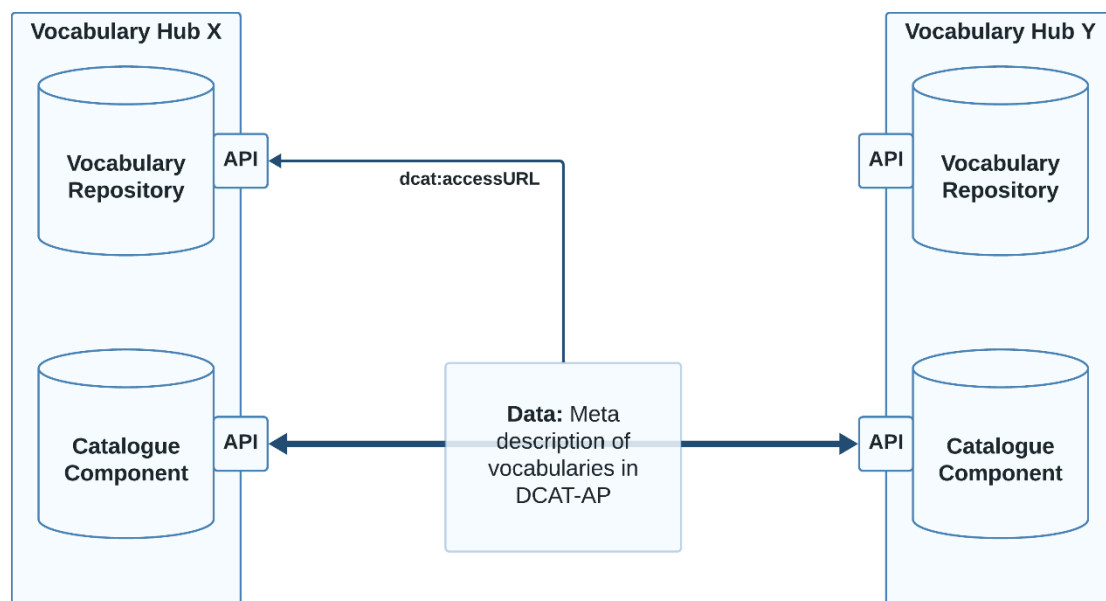 Vocabulary Hub X
Vocabulary Hub Y
Vocabulary
Repository
API
dcat:accessURL
API
Vocabulary
Repository
Catalogue
Component
API
Data: Meta
description of
vocabularies in
DCAT-AP
API
Catalogue
Component